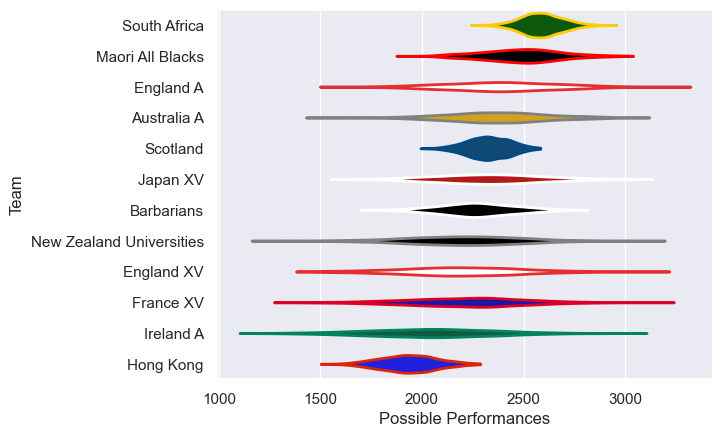 South Africa
Maori All Blacks
England A
Australia A
Scotland
Japan XV
Barbarians
New Zealand Universities
England XV
France XV
Ireland A
Hong Kong
Team
1000 1500 2000 2500 3000
Possible Performances